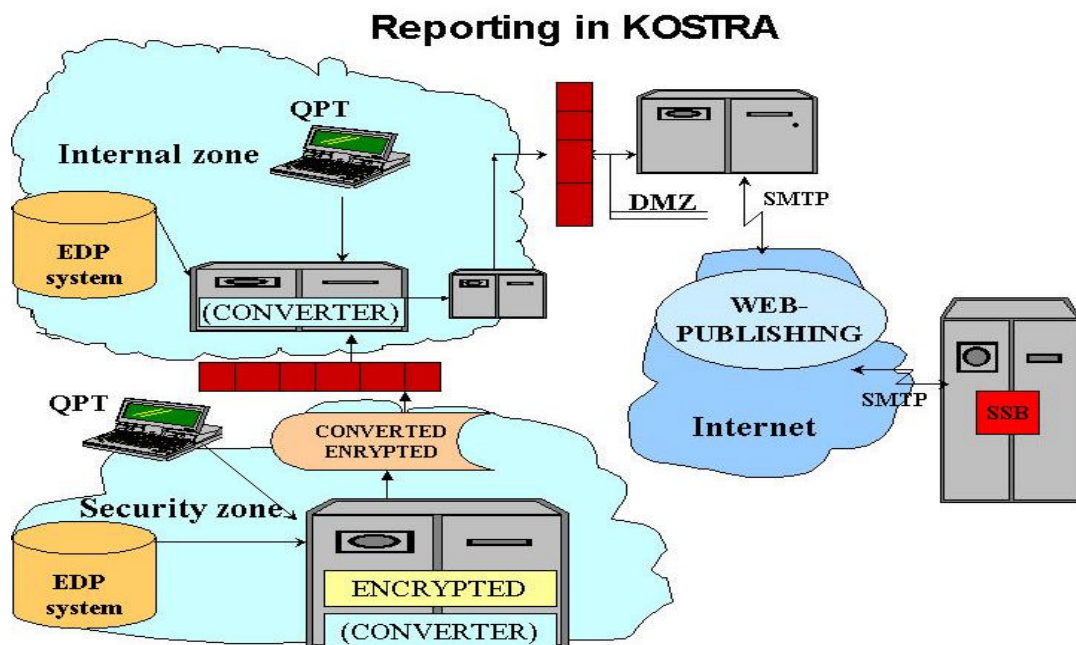 Reporting in KOSTRA
QPT
Internal zone
EDP
system
(CONVERTER)
DMZ
SMTP
WEB-
PUBLISHING
Internet
SMTP
SSB
QPT
CONVERTED
ENRYPTED
Security zone
EDP
system
ENCRYPTED
(CONVERTER)